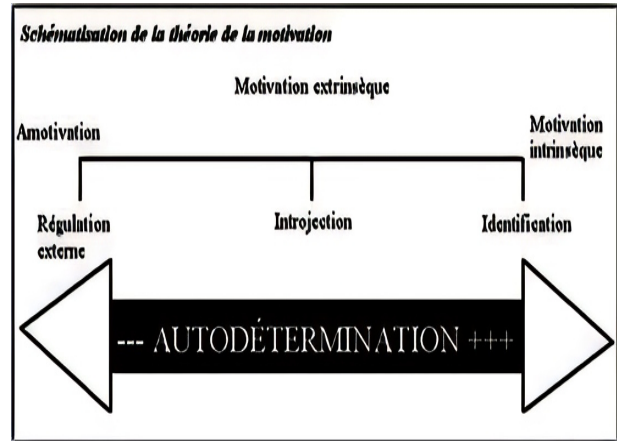 Schématisation de la théorie de la motivation
Motivation extrinsèque
Amotivation
Motivation
intrinsèque
Régulation
externe
Introjection
Identification
--- AUTODÉTERMINATION +++